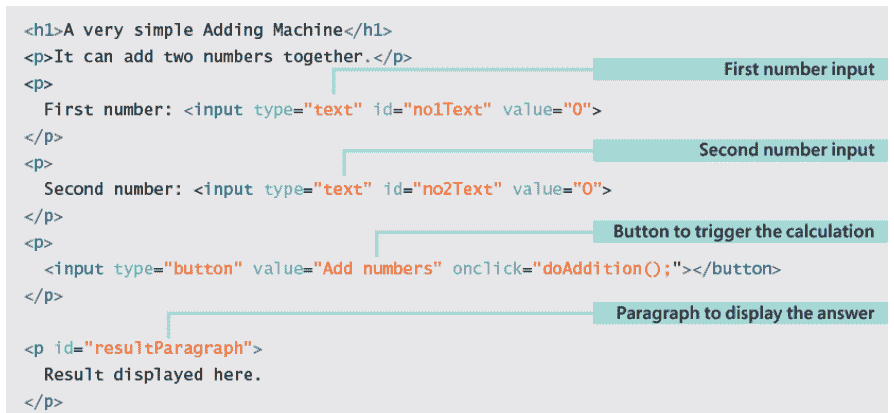 <h1>A very simple Adding Machine</h1>
<p>It can add two numbers together.</p>
First number input
<p>
First number: <input type="text" id="no1Text" value="0">
</p>
Second number input
<p>
Second number: <input type="text" id="no2Text" value="0">
</p>
Button to trigger the calculation
<p>
<input type="button" value="Add numbers" onclick="doAddition();"></button>
</p>
Paragraph to display the answer
<p id="resultParagraph">
Result displayed here.
</p>